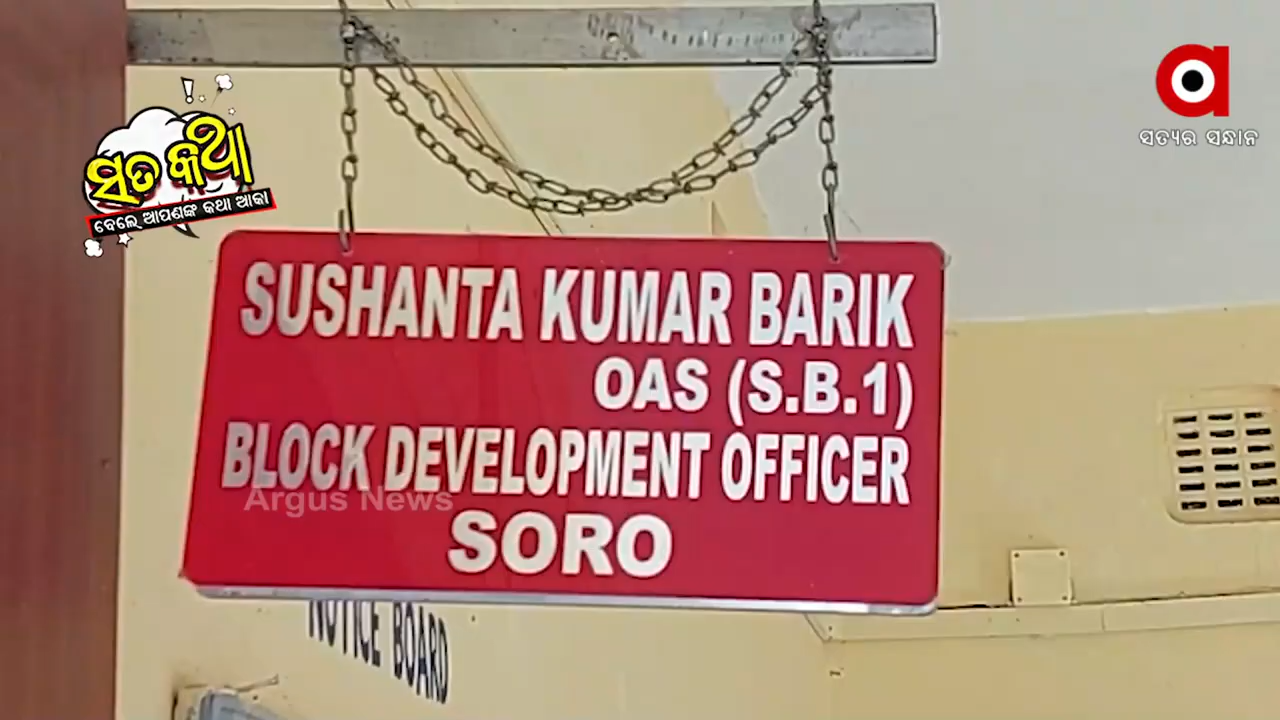 ସତ କଥା
ବେଲେ ଆପଣଙ୍କ କଥା ଆକା
ସତ୍ୟର ସନ୍ଧାନ
SUSHANTA KUMAR BARIK
OAS (S.B.1)
BLOCK DEVELOPMENT OFFICER
Argus News
SORO
NOTICE BOARD